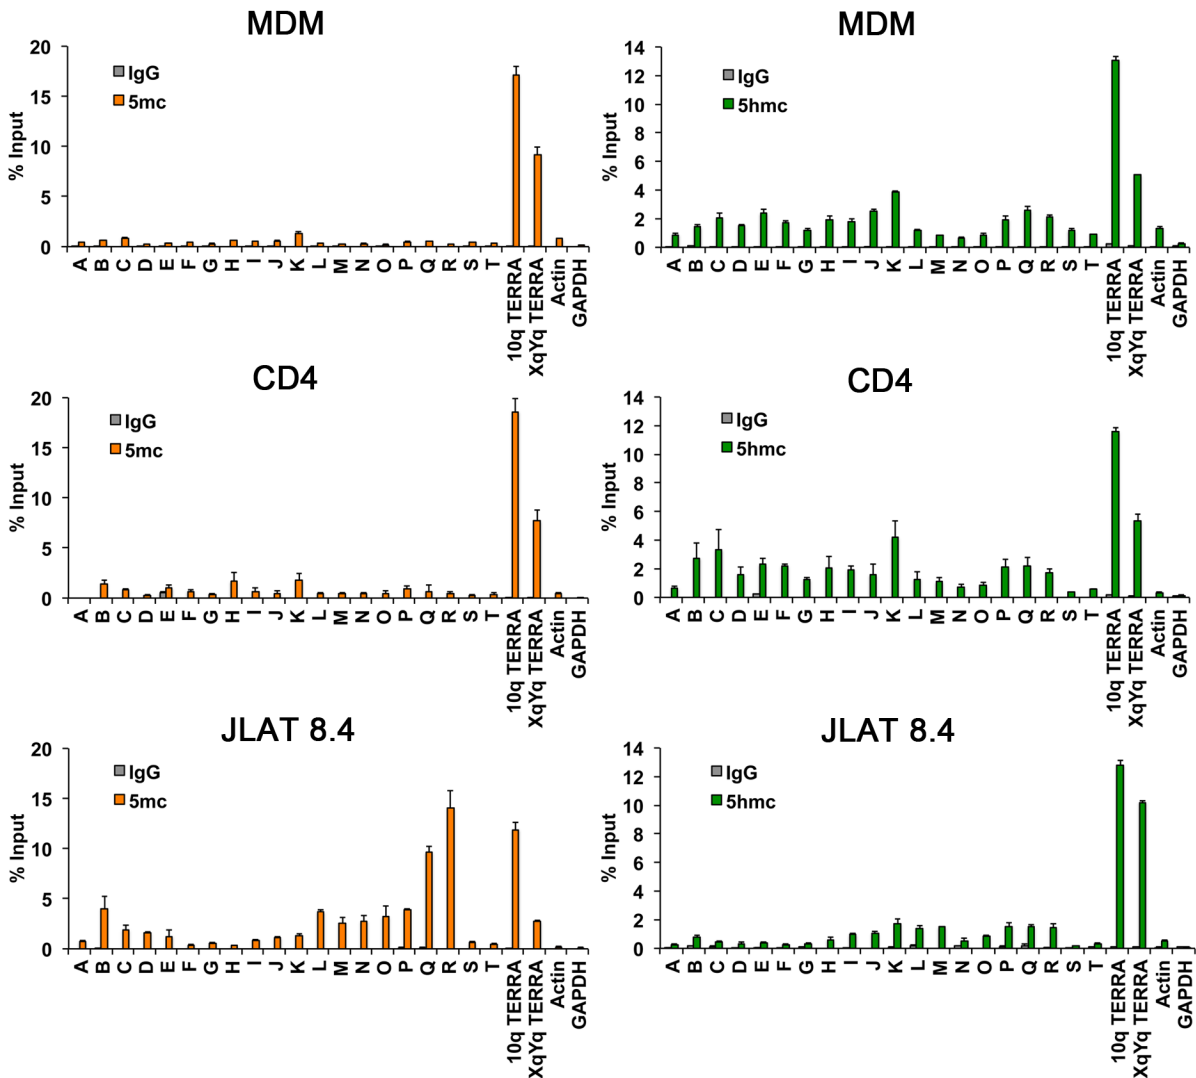 MDM
20
15
10
5
0
% Input
IgG
5mc
A B C D E F G H I J K L M N O P Q R S T 10q TERRA XqYq TERRA Actin GAPDH
MDM
14
12
10
8
6
4
2
0
% Input
IgG
5hmc
A B C D E F G H I J K L M N O P Q R S T 10q TERRA XqYq TERRA Actin GAPDH
CD4
20
15
10
5
0
% Input
IgG
5mc
A B C D E F G H I J K L M N O P Q R S T 10q TERRA XqYq TERRA Actin GAPDH
CD4
14
12
10
8
6
4
2
0
% Input
IgG
5hmc
A B C D E F G H I J K L M N O P Q R S T 10q TERRA XqYq TERRA Actin GAPDH
JLAT 8.4
20
15
10
5
0
% Input
IgG
5mc
A B C D E F G H I J K L M N O P Q R S T 10q TERRA XqYq TERRA Actin GAPDH
JLAT 8.4
14
12
10
8
6
4
2
0
% Input
IgG
5hmc
A B C D E F G H I J K L M N O P Q R S T 10q TERRA XqYq TERRA Actin GAPDH